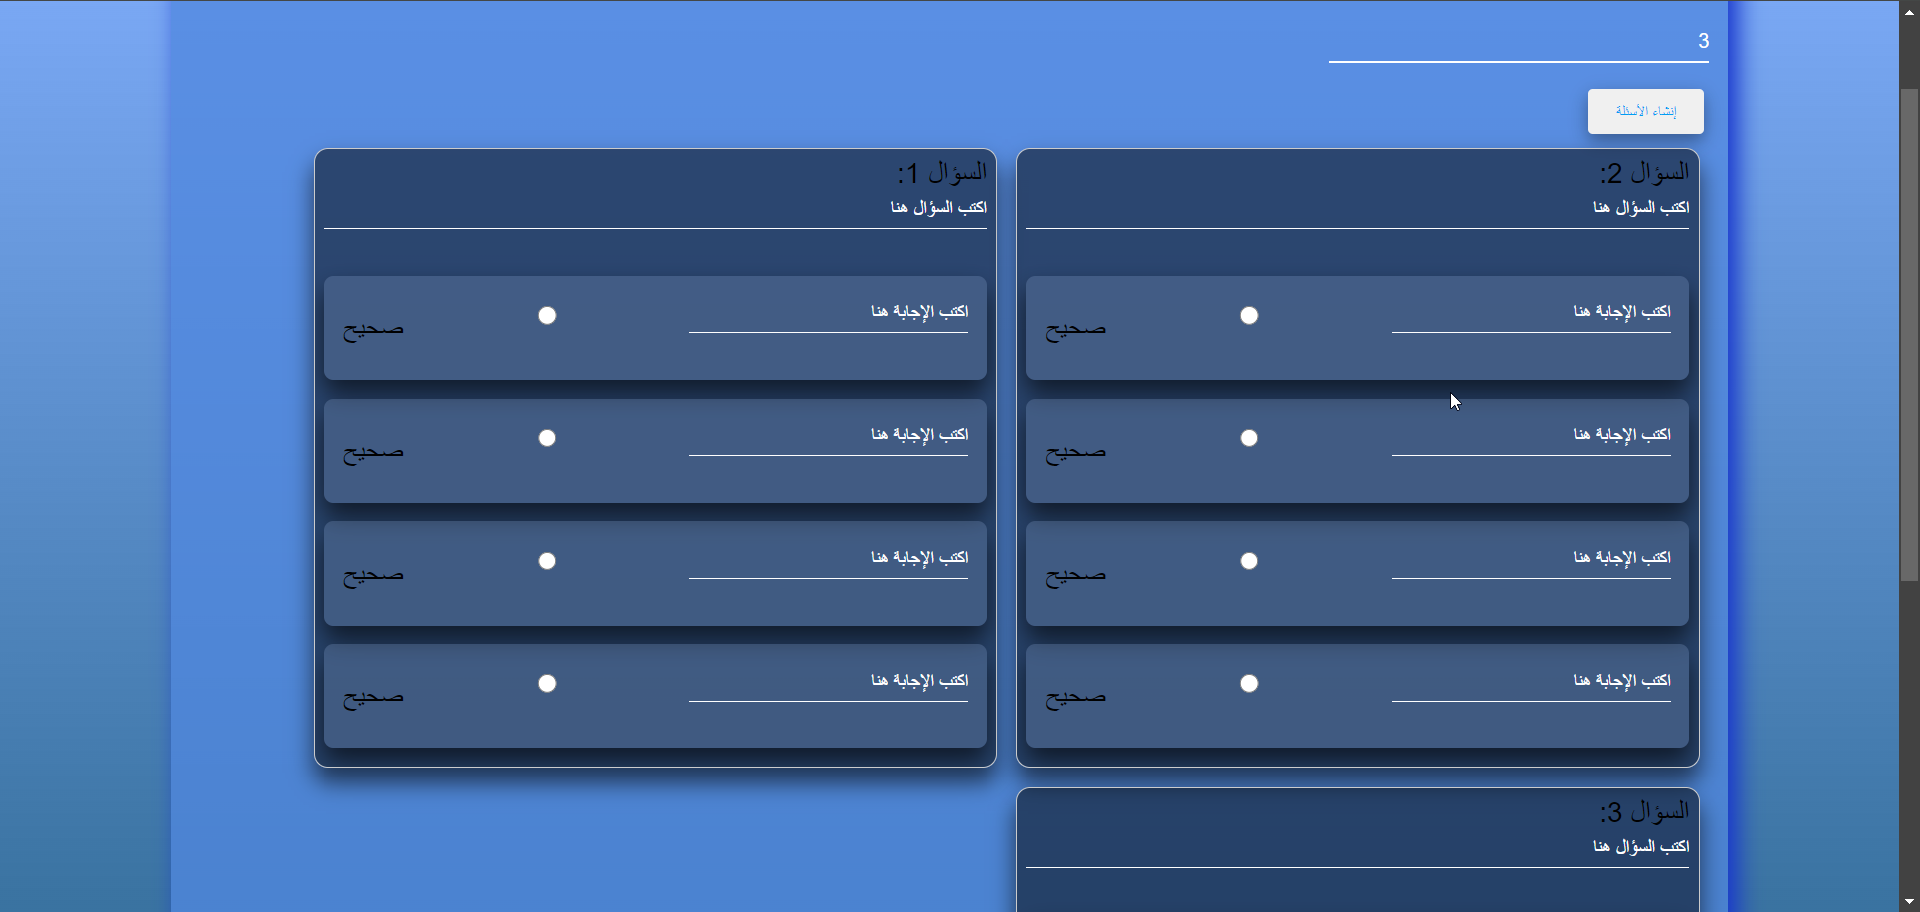 3
إنشاء الأسئلة
السؤال 2:
اكتب السؤال هنا
اكتب الإجابة هنا
صحيح
اكتب الإجابة هنا
صحيح
اكتب الإجابة هنا
صحيح
اكتب الإجابة هنا
صحيح
السؤال 1:
اكتب السؤال هنا
اكتب الإجابة هنا
صحيح
اكتب الإجابة هنا
صحيح
اكتب الإجابة هنا
صحيح
اكتب الإجابة هنا
صحيح
السؤال 3:
اكتب السؤال هنا